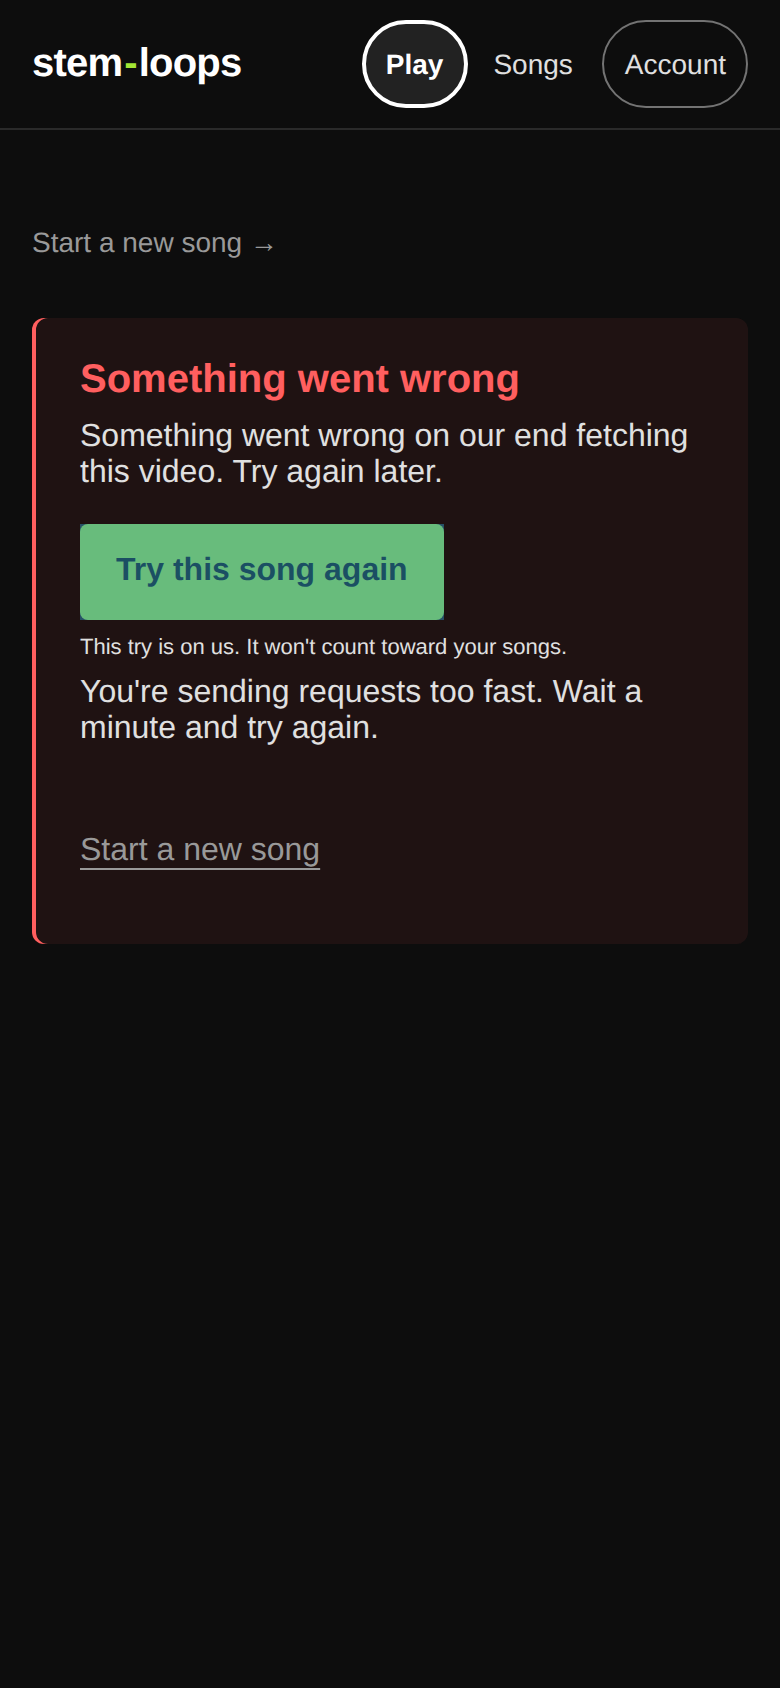 stem-loops
Play
Songs
Account
Start a new song →
Something went wrong
Something went wrong on our end fetching
this video. Try again later.
Try this song again
This try is on us. It won't count toward your songs.
You're sending requests too fast. Wait a
minute and try again.
Start a new song